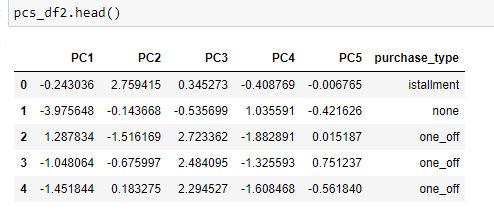 pcs_df2.head()
PC1 PC2 PC3 PC4 PC5 purchase_type
0 -0.243036 2.759415 0.345273 -0.408769 -0.006765 istallment
1 -3.975648 -0.143668 -0.535699 1.035591 -0.421626 none
2 1.287834 -1.516169 2.723362 -1.882891 0.015187 one_off
3 -1.048064 -0.675997 2.484095 -1.325593 0.751237 one_off
4 -1.451844 0.183275 2.294527 -1.608468 -0.561840 one_off